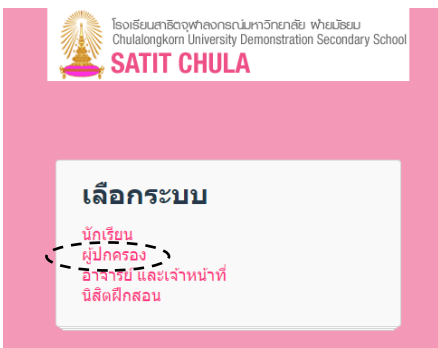 โรงเรียนสาธิตจุฬาลงกรณ์มหาวิทยาลัย ฝ่ายมัธยม
Chulalongkorn University Demonstration Secondary School
SATIT CHULA
เลือกระบบ
นักเรียน
ผู้ปกครอง
อาจารย์ และเจ้าหน้าที่
นิสิตฝึกสอน